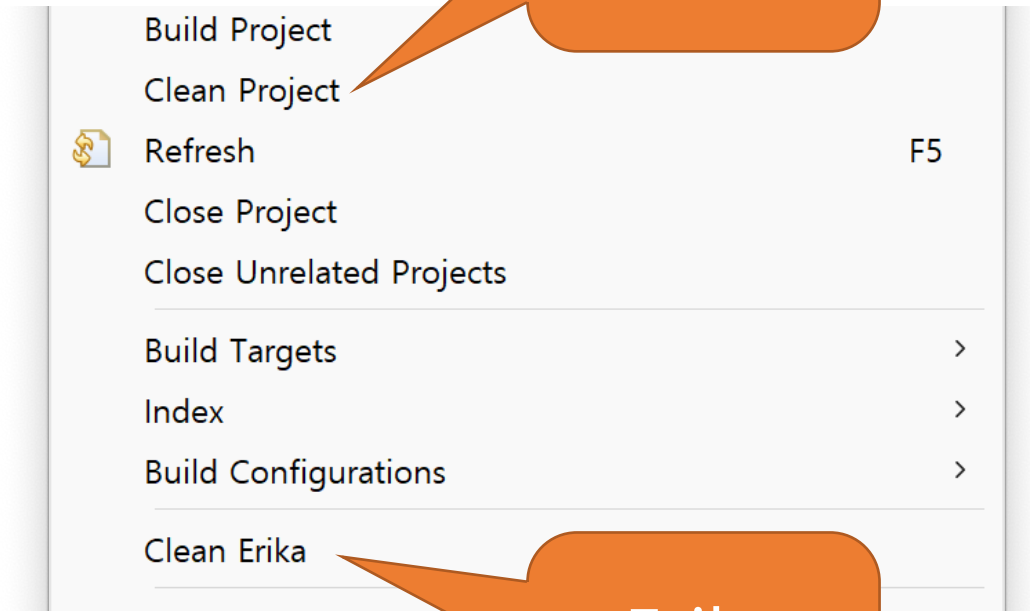 Build Project
Clean Project
Refresh F5
Close Project
Close Unrelated Projects
Build Targets
Index
Build Configurations
Clean Erika